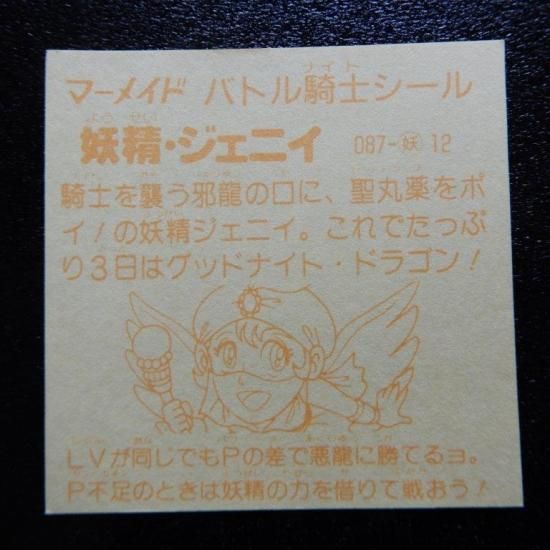 マーメイド バトル騎士シール
妖精・ジェニイ 087-妖12
騎士を襲う邪龍の口に、聖丸薬をポ
イ！の妖精ジェニイ。これでたっぷ
り3日はグッドナイト・ドラゴン！
LVが同じでもPの差で悪龍に勝てるヨ。
P不足のときは妖精の力を借りて戦おう！